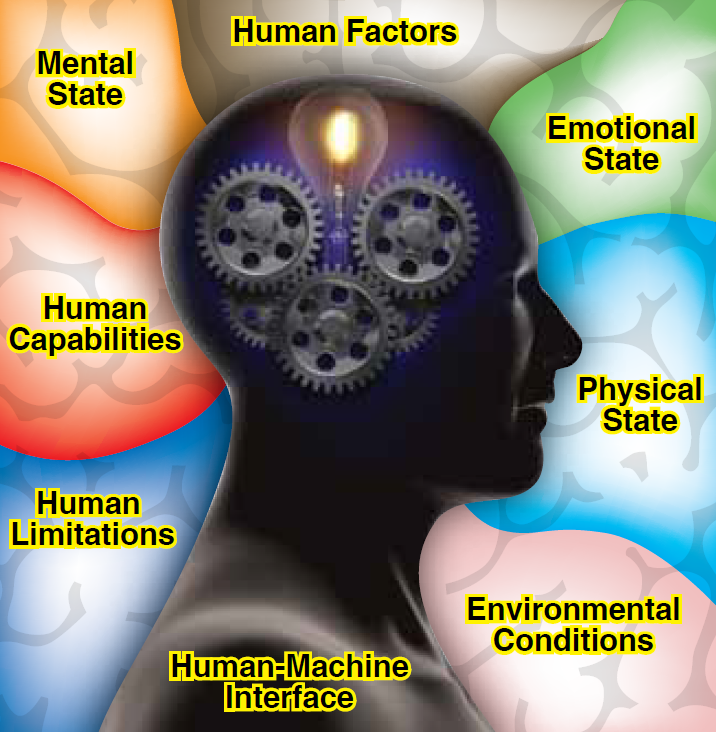 Human Factors
Mental
State
Emotional
State
Human
Capabilities
Physical
State
Human
Limitations
Environmental
Conditions
Human-Machine
Interface